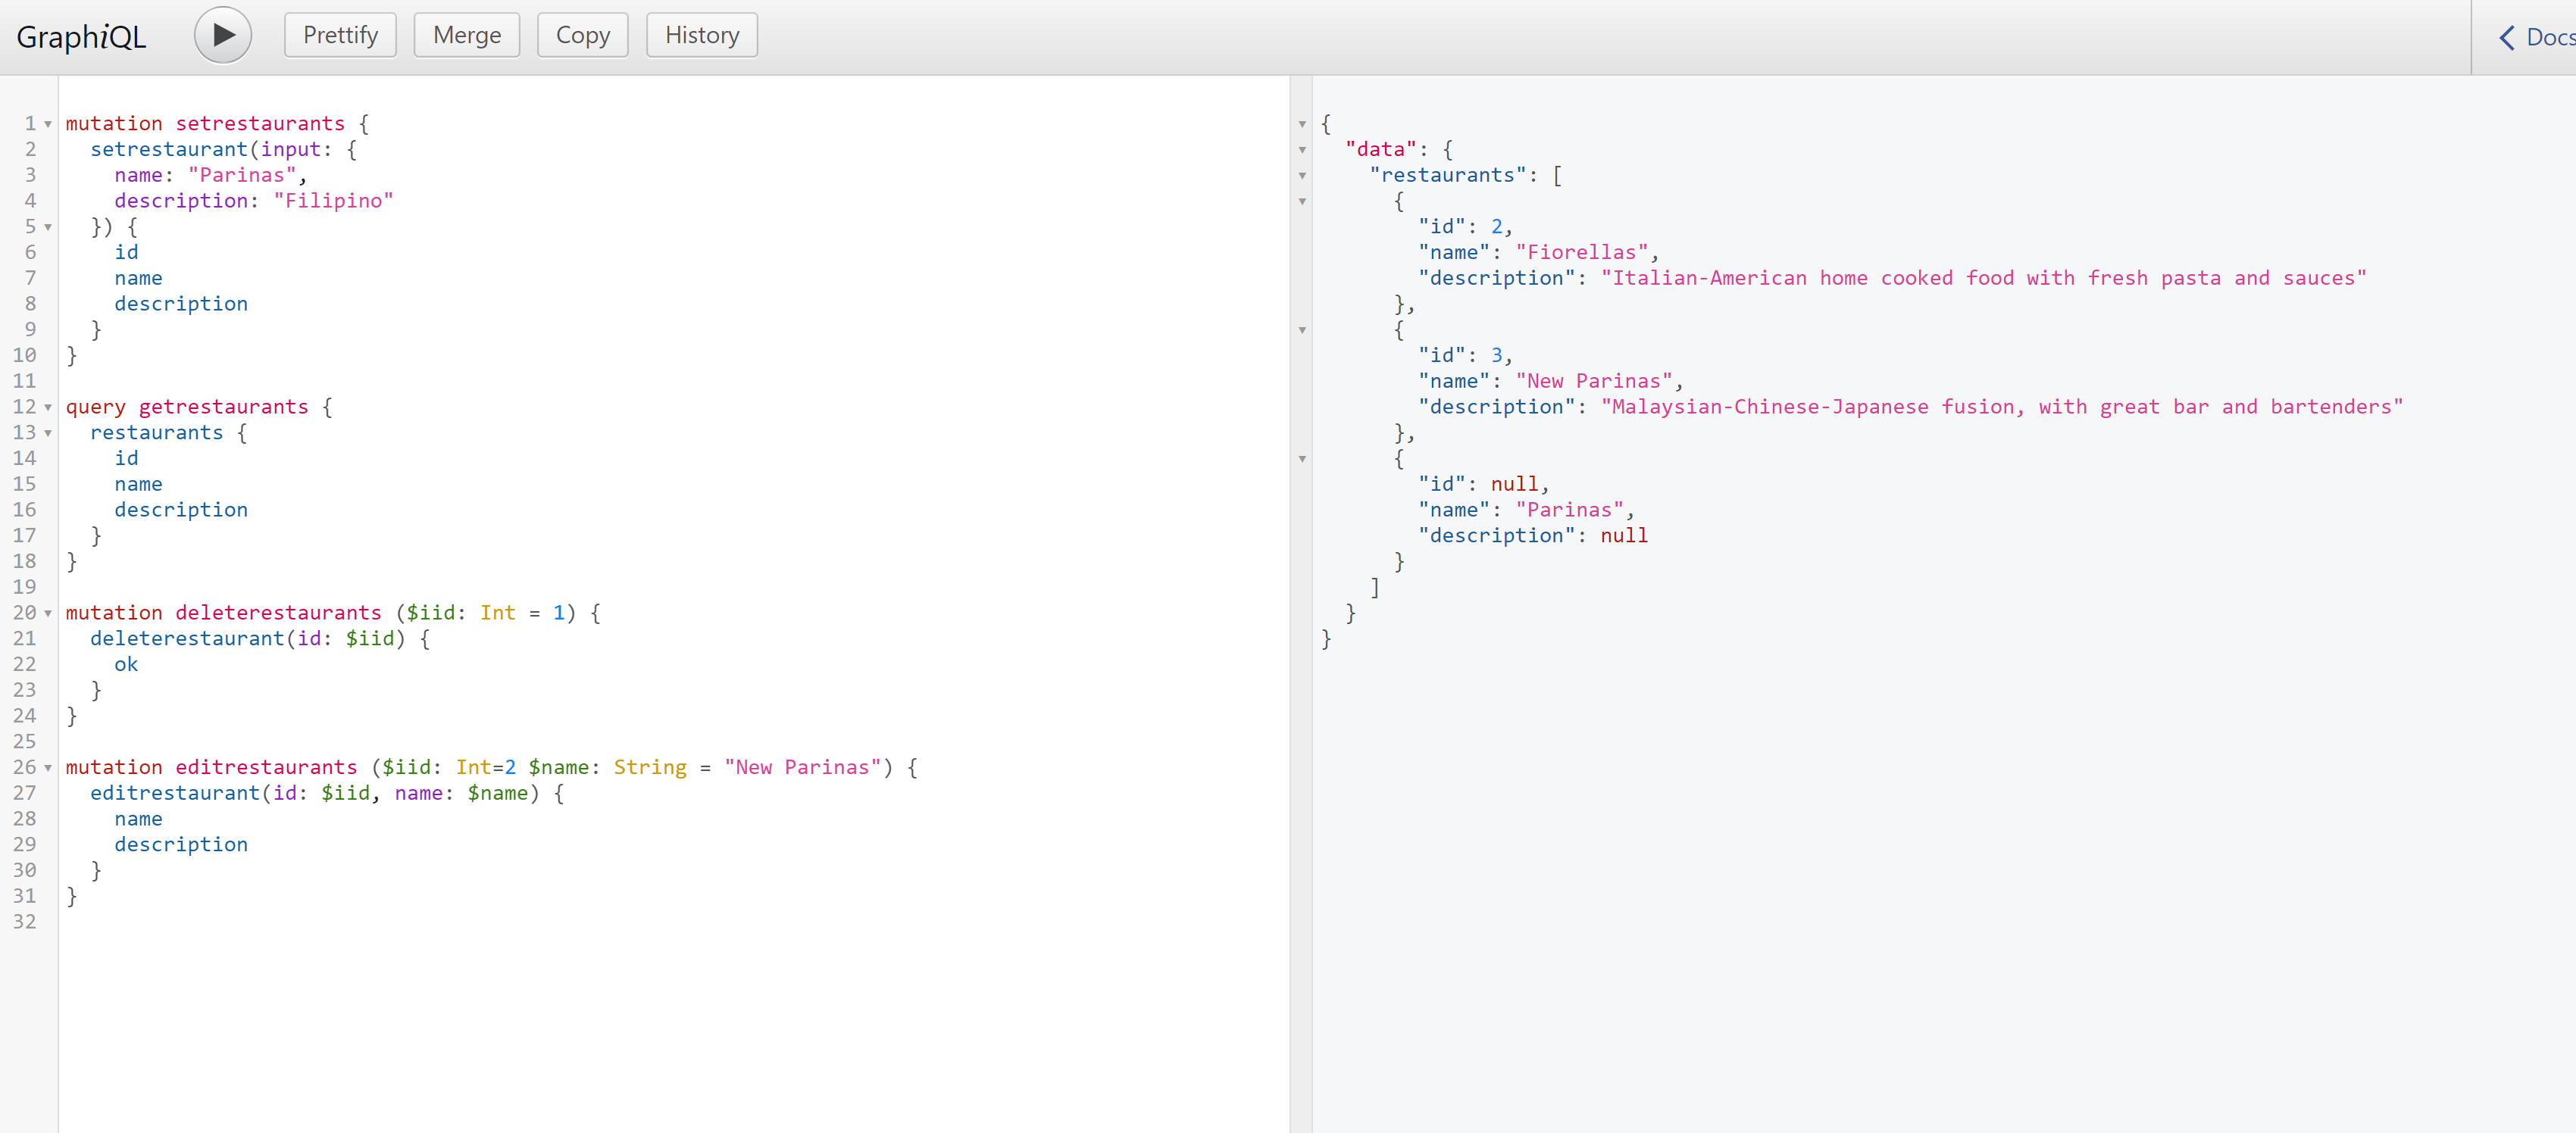 GraphiQL Prettify Merge Copy History Docs
1 mutation setrestaurants {
2   setrestaurant(input: {
3     name: "Parinas",
4     description: "Filipino"
5   }) {
6     id
7     name
8     description
9   }
10 }
11
12 query getrestaurants {
13   restaurants {
14     id
15     name
16     description
17   }
18 }
19
20 mutation deleterestaurants ($iid: Int = 1) {
21   deleterestaurant(id: $iid) {
22     ok
23   }
24 }
25
26 mutation editrestaurants ($iid: Int=2 $name: String = "New Parinas") {
27   editrestaurant(id: $iid, name: $name) {
28     name
29     description
30   }
31 }
32
{
  "data": {
    "restaurants": [
      {
        "id": 2,
        "name": "Fiorellas",
        "description": "Italian-American home cooked food with fresh pasta and sauces"
      },
      {
        "id": 3,
        "name": "New Parinas",
        "description": "Malaysian-Chinese-Japanese fusion, with great bar and bartenders"
      },
      {
        "id": null,
        "name": "Parinas",
        "description": null
      }
    ]
  }
}